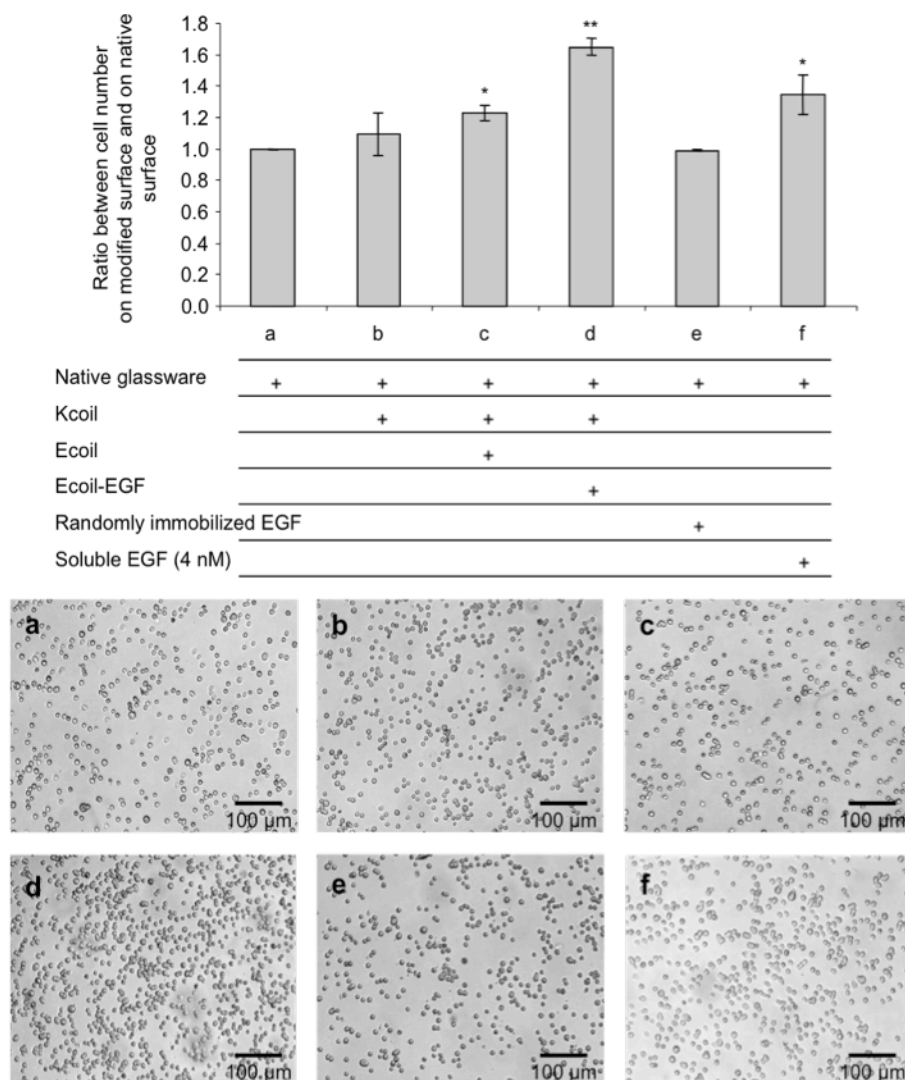 Ratio between cell number
on modified surface and on native
surface
1.8
1.6
1.4
1.2
1.0
0.8
0.6
0.4
0.2
0.0
*
**
*
a b c d e f
Native glassware + + + + + +
Kcoil + + +
Ecoil +
Ecoil-EGF +
Randomly immobilized EGF +
Soluble EGF (4 nM) +
a
100 µm
b
100 µm
c
100 µm
d
100 µm
e
100 µm
f
100 µm